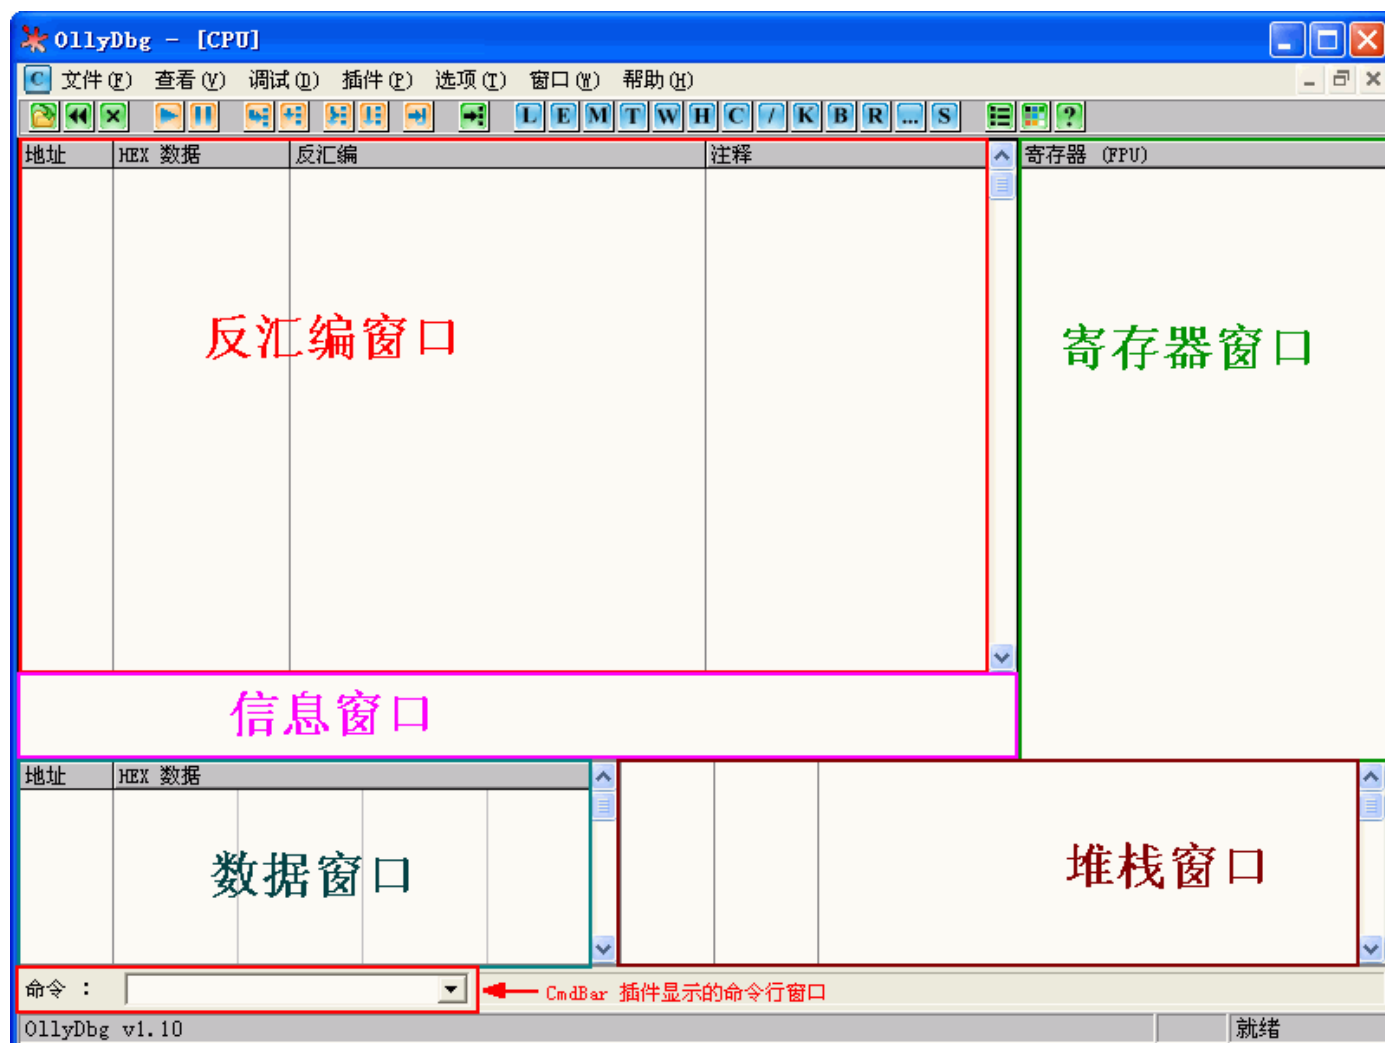 OllyDbg - [CPU]
C 文件(F) 查看(V) 调试(D) 插件(P) 选项(T) 窗口(W) 帮助(H)
L E M T W H C / K B R ... S ?
地址 HEX 数据 反汇编 注释 寄存器 (FPU)
反汇编窗口
寄存器窗口
信息窗口
地址 HEX 数据
数据窗口
堆栈窗口
命令 :
CmdBar 插件显示的命令行窗口
OllyDbg v1.10 就绪